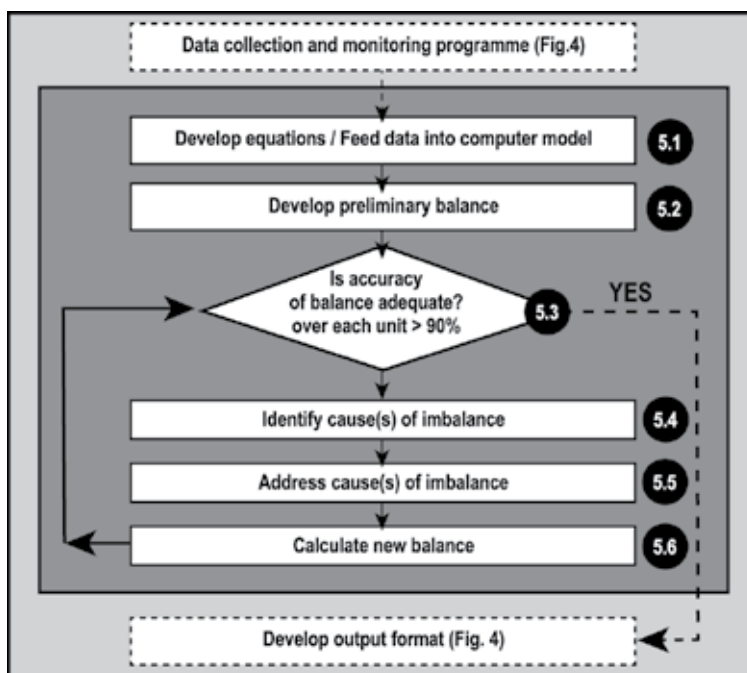 Data collection and monitoring programme (Fig.4)
Develop equations / Feed data into computer model
5.1
Develop preliminary balance
5.2
Is accuracy
of balance adequate?
over each unit > 90%
5.3
YES
Identify cause(s) of imbalance
5.4
Address cause(s) of imbalance
5.5
Calculate new balance
5.6
Develop output format (Fig. 4)